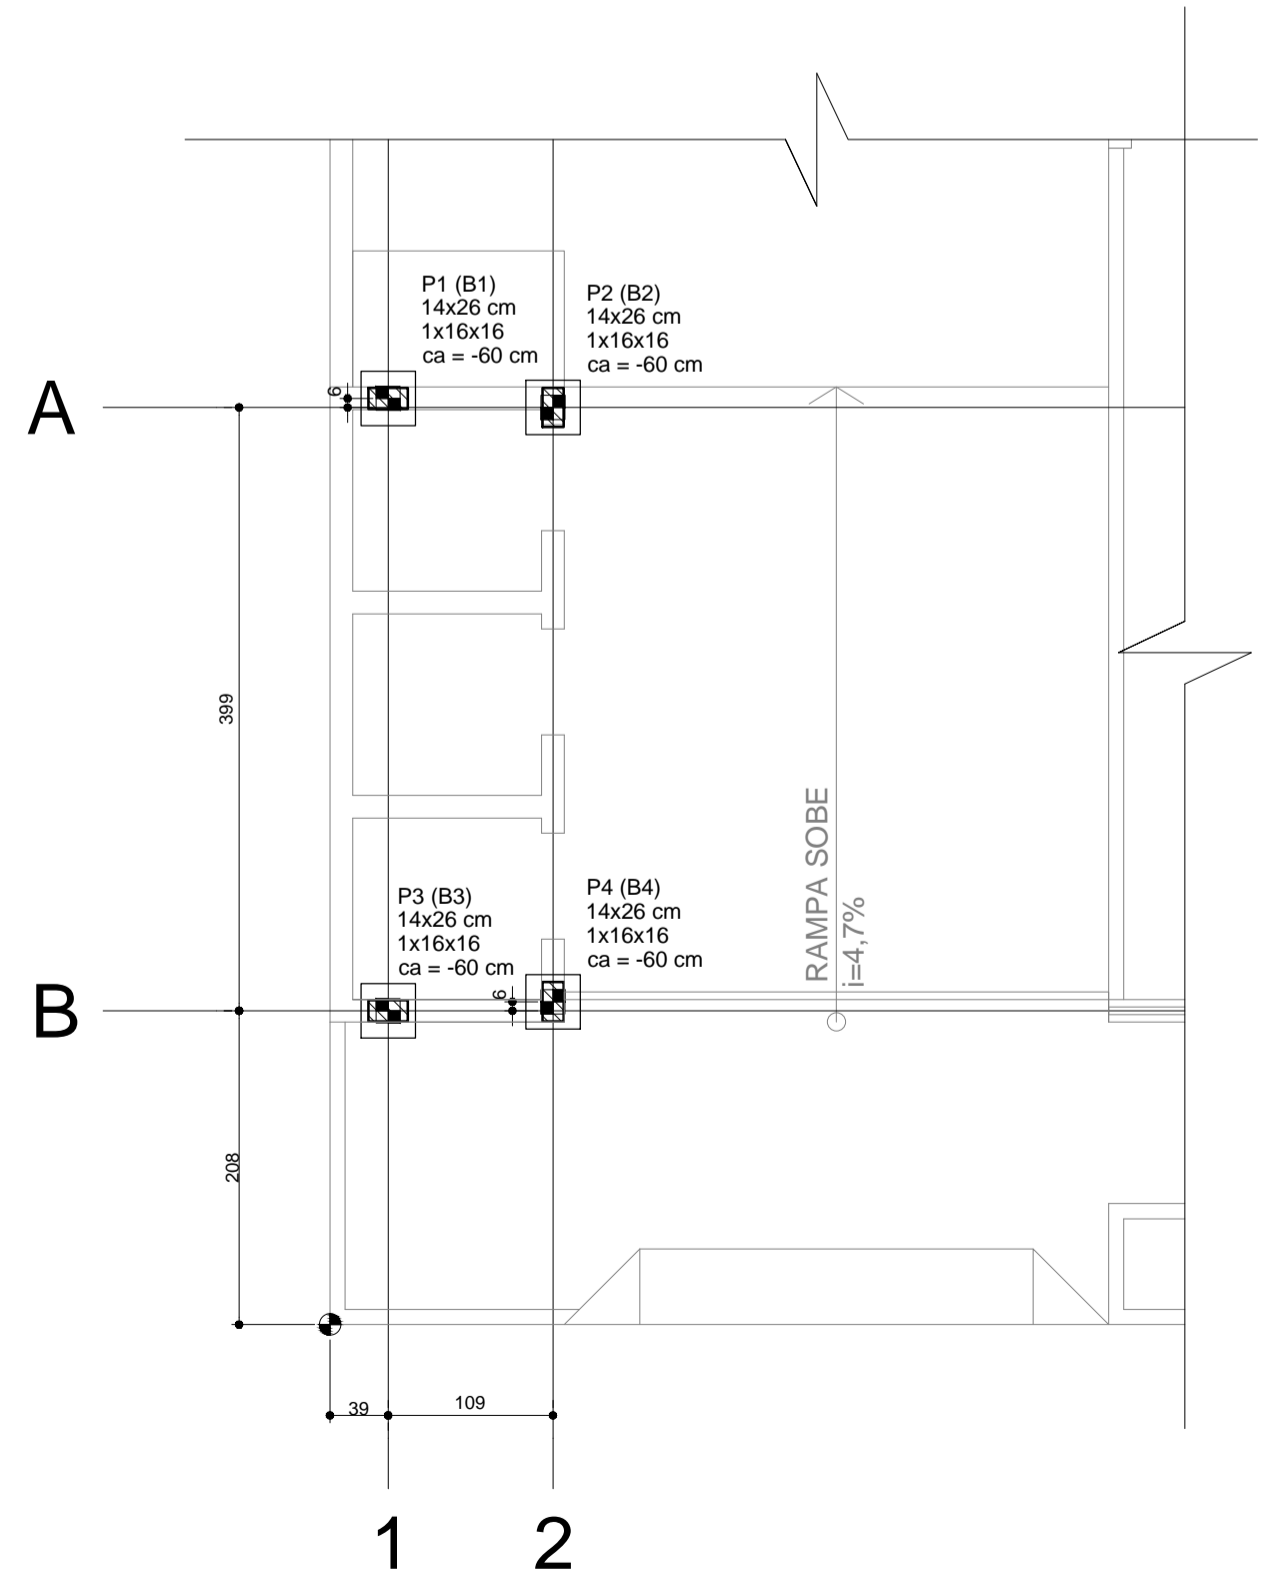 P1 (B1)
14x26 cm
1x16x16
ca = -60 cm
P2 (B2)
14x26 cm
1x16x16
ca = -60 cm
6
A
399
RAMPA SOBE
i=4,7%
P3 (B3)
14x26 cm
1x16x16
ca = -60 cm
P4 (B4)
14x26 cm
1x16x16
ca = -60 cm
6
B
208
39
109
1
2